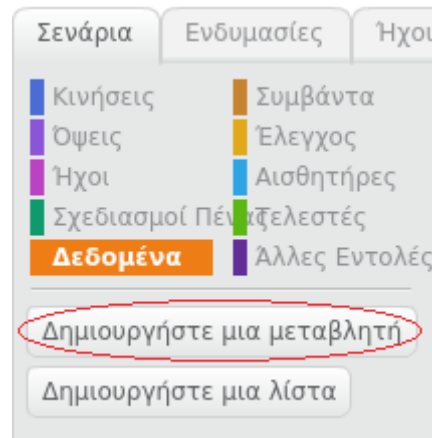 Σενάρια Ενδυμασίες Ήχοι
Κινήσεις Συμβάντα
Όψεις Έλεγχος
Ήχοι Αισθητήρες
Σχεδιασμοί Πένας Τελεστές
Δεδομένα Άλλες Εντολές
Δημιουργήστε μια μεταβλητή
Δημιουργήστε μια λίστα